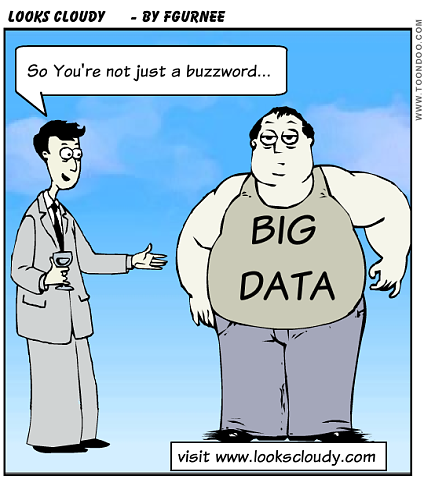 LOOKS CLOUDY - BY FGURNEE
WWW.TOONDOO.COM
So You're not just a buzzword...
BIG
DATA
visit www.lookscloudy.com